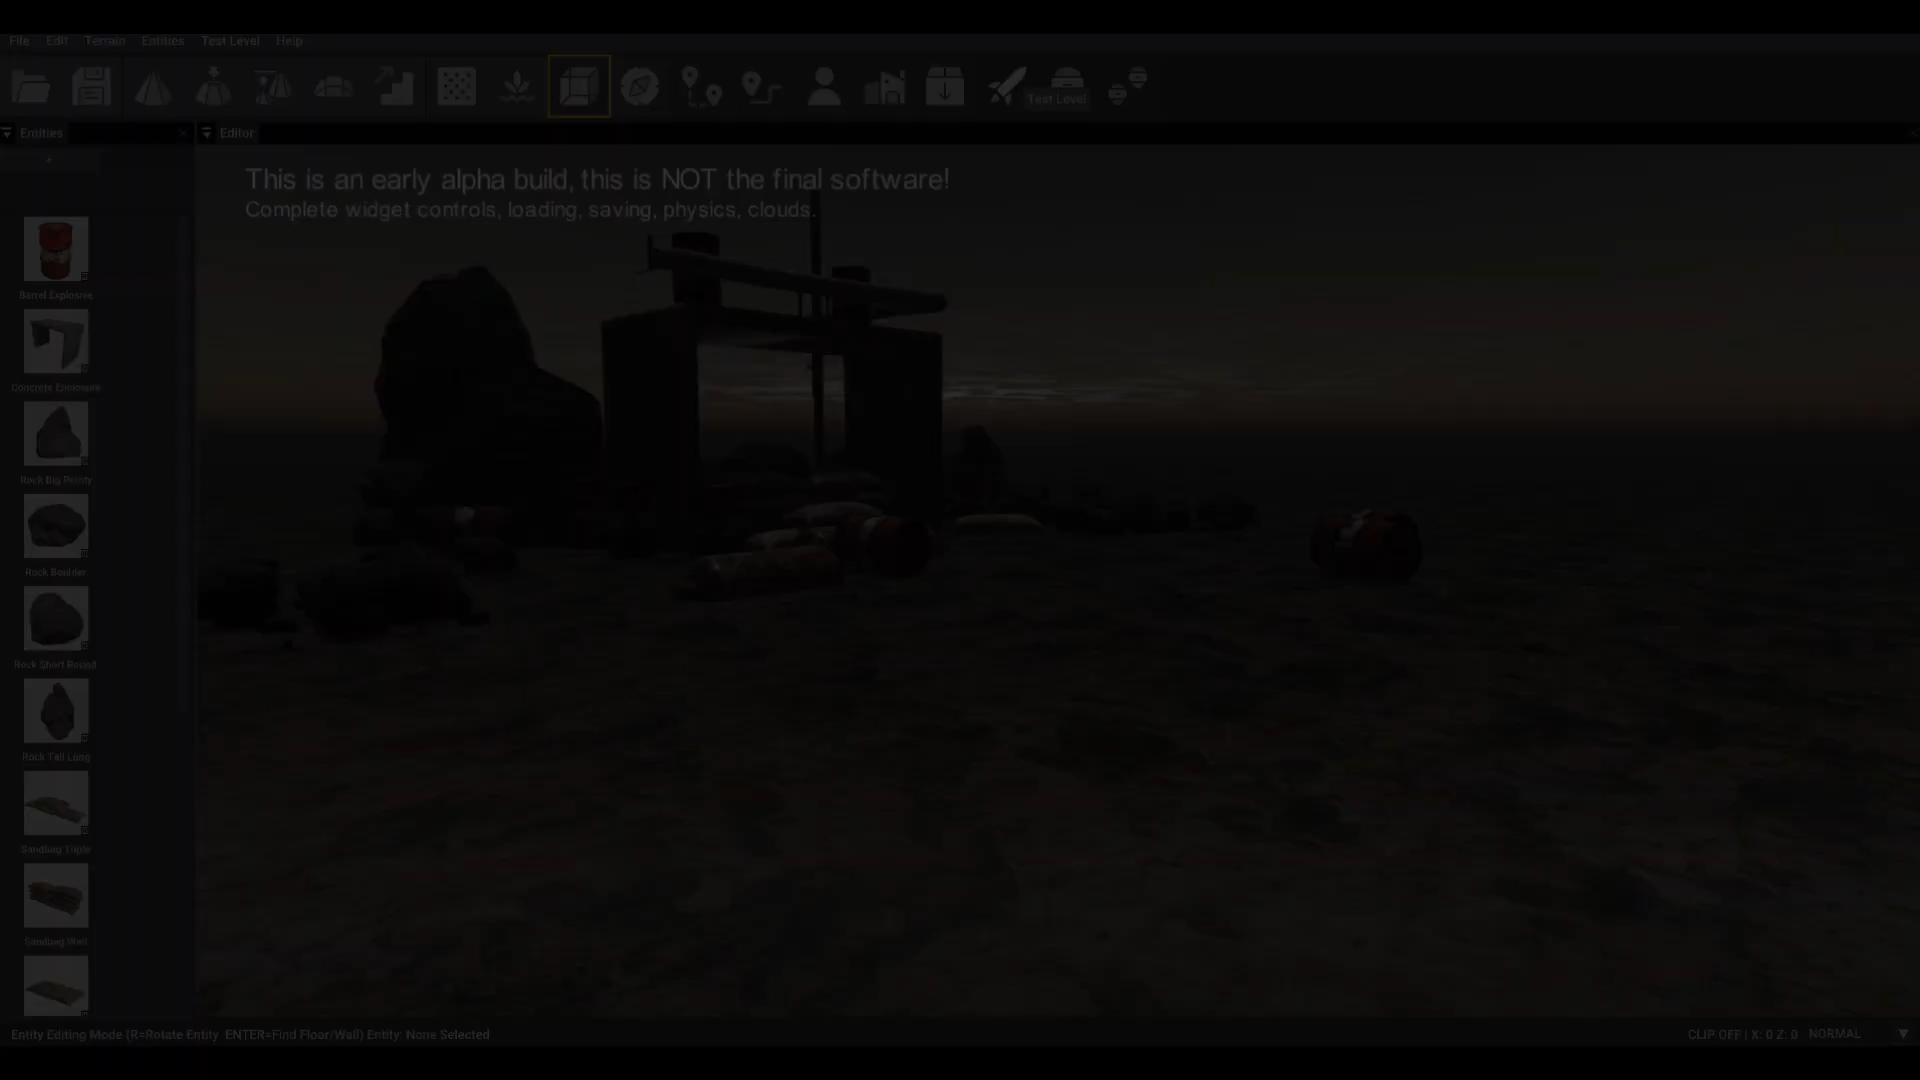 File Edit Terrain Entities Test Level Help
Test Level
Entities
Editor
+
This is an early alpha build, this is NOT the final software!
Complete widget controls, loading, saving, physics, clouds.
Barrel Explosive
Concrete Enclosure
Rock Big Pointy
Rock Boulder
Rock Short Round
Rock Tall Long
Sandbag Triple
Sandbag Wall
Entity Editing Mode (R=Rotate Entity ENTER=Find Floor/Wall) Entity: None Selected
CLIP OFF | X: 0 Z: 0 NORMAL